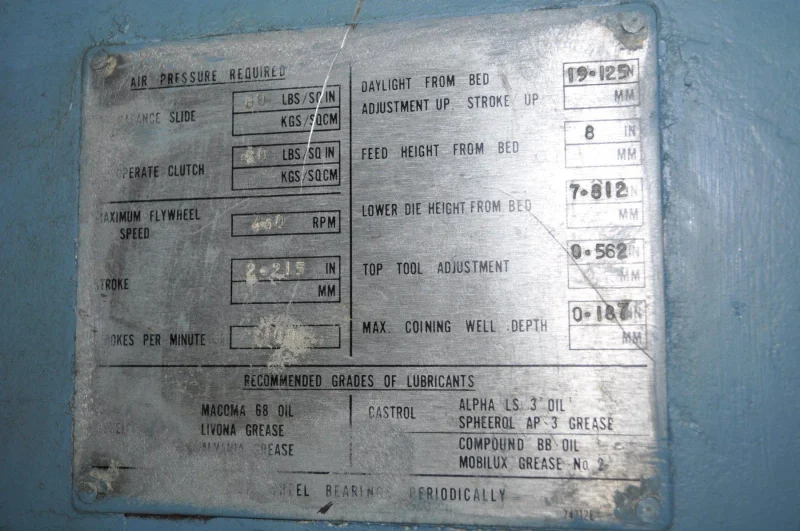 AIR PRESSURE REQUIRED
SLIDE
LBS/SQ IN
KGS/SQCM
OPERATE CLUTCH
LBS/SQ IN
KGS/SQCM
MAXIMUM FLYWHEEL
SPEED
RPM
STROKE
IN
MM
STROKES PER MINUTE
DAYLIGHT FROM BED
ADJUSTMENT UP, STROKE UP
19.125 IN
MM
FEED HEIGHT FROM BED
8 IN
MM
LOWER DIE HEIGHT FROM BED
7.812 IN
MM
TOP TOOL ADJUSTMENT
0.562 IN
MM
MAX. COINING WELL DEPTH
0.187 IN
MM
RECOMMENDED GRADES OF LUBRICANTS
MACOMA 68 OIL
LIVONA GREASE
GREASE
CASTROL
ALPHA LS 3 OIL
SPHEEROL AP 3 GREASE
COMPOUND BB OIL
MOBILUX GREASE No 2
WHEEL BEARINGS PERIODICALLY